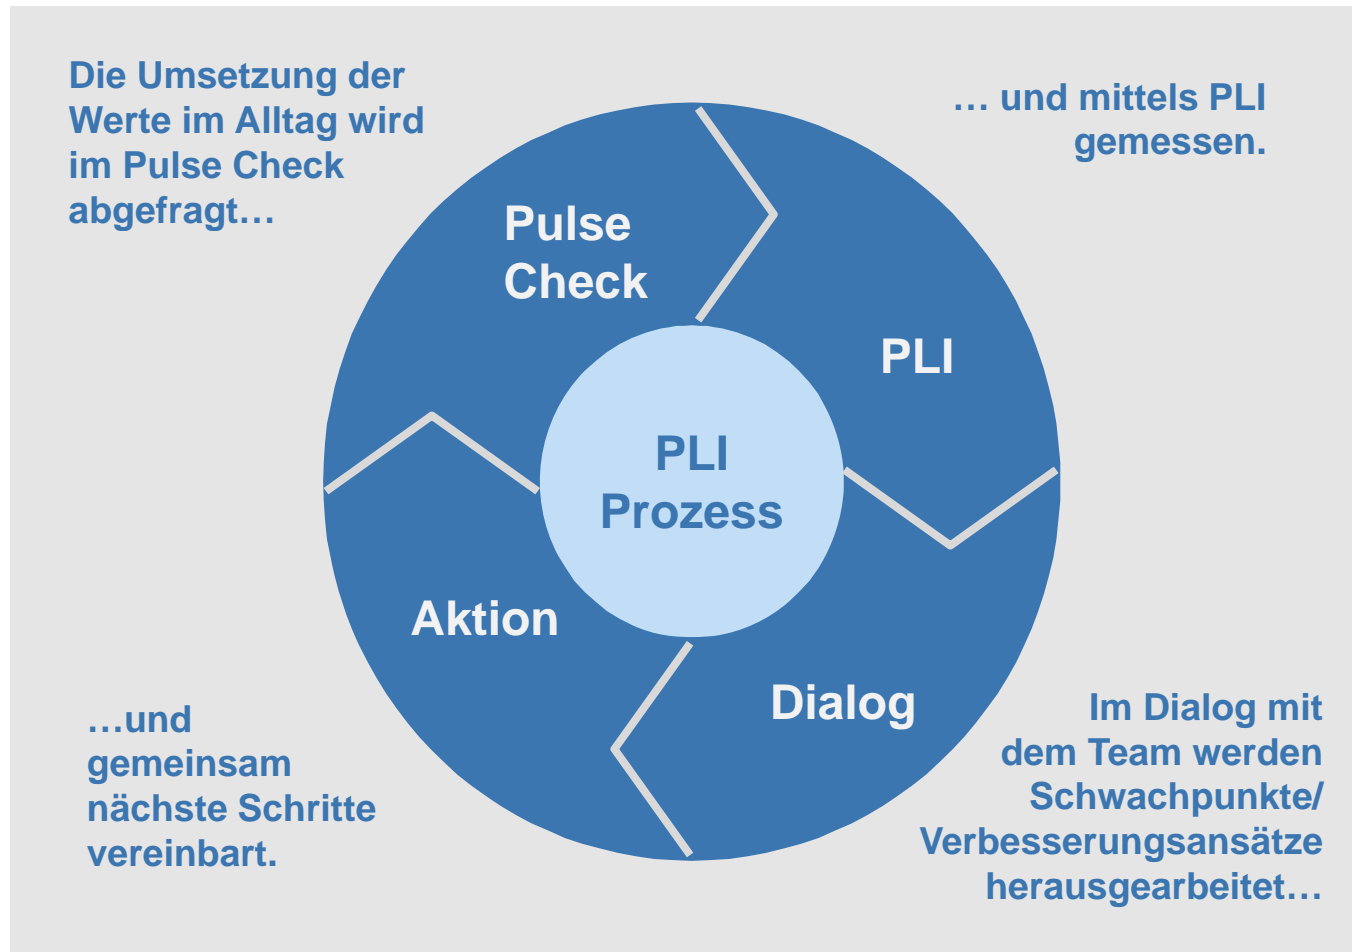 Die Umsetzung der
Werte im Alltag wird
im Pulse Check
abgefragt…
… und mittels PLI
gemessen.
Pulse
Check
PLI
PLI
Prozess
Aktion
Dialog
…und
gemeinsam
nächste Schritte
vereinbart.
Im Dialog mit
dem Team werden
Schwachpunkte/
Verbesserungsansätze
herausgearbeitet…